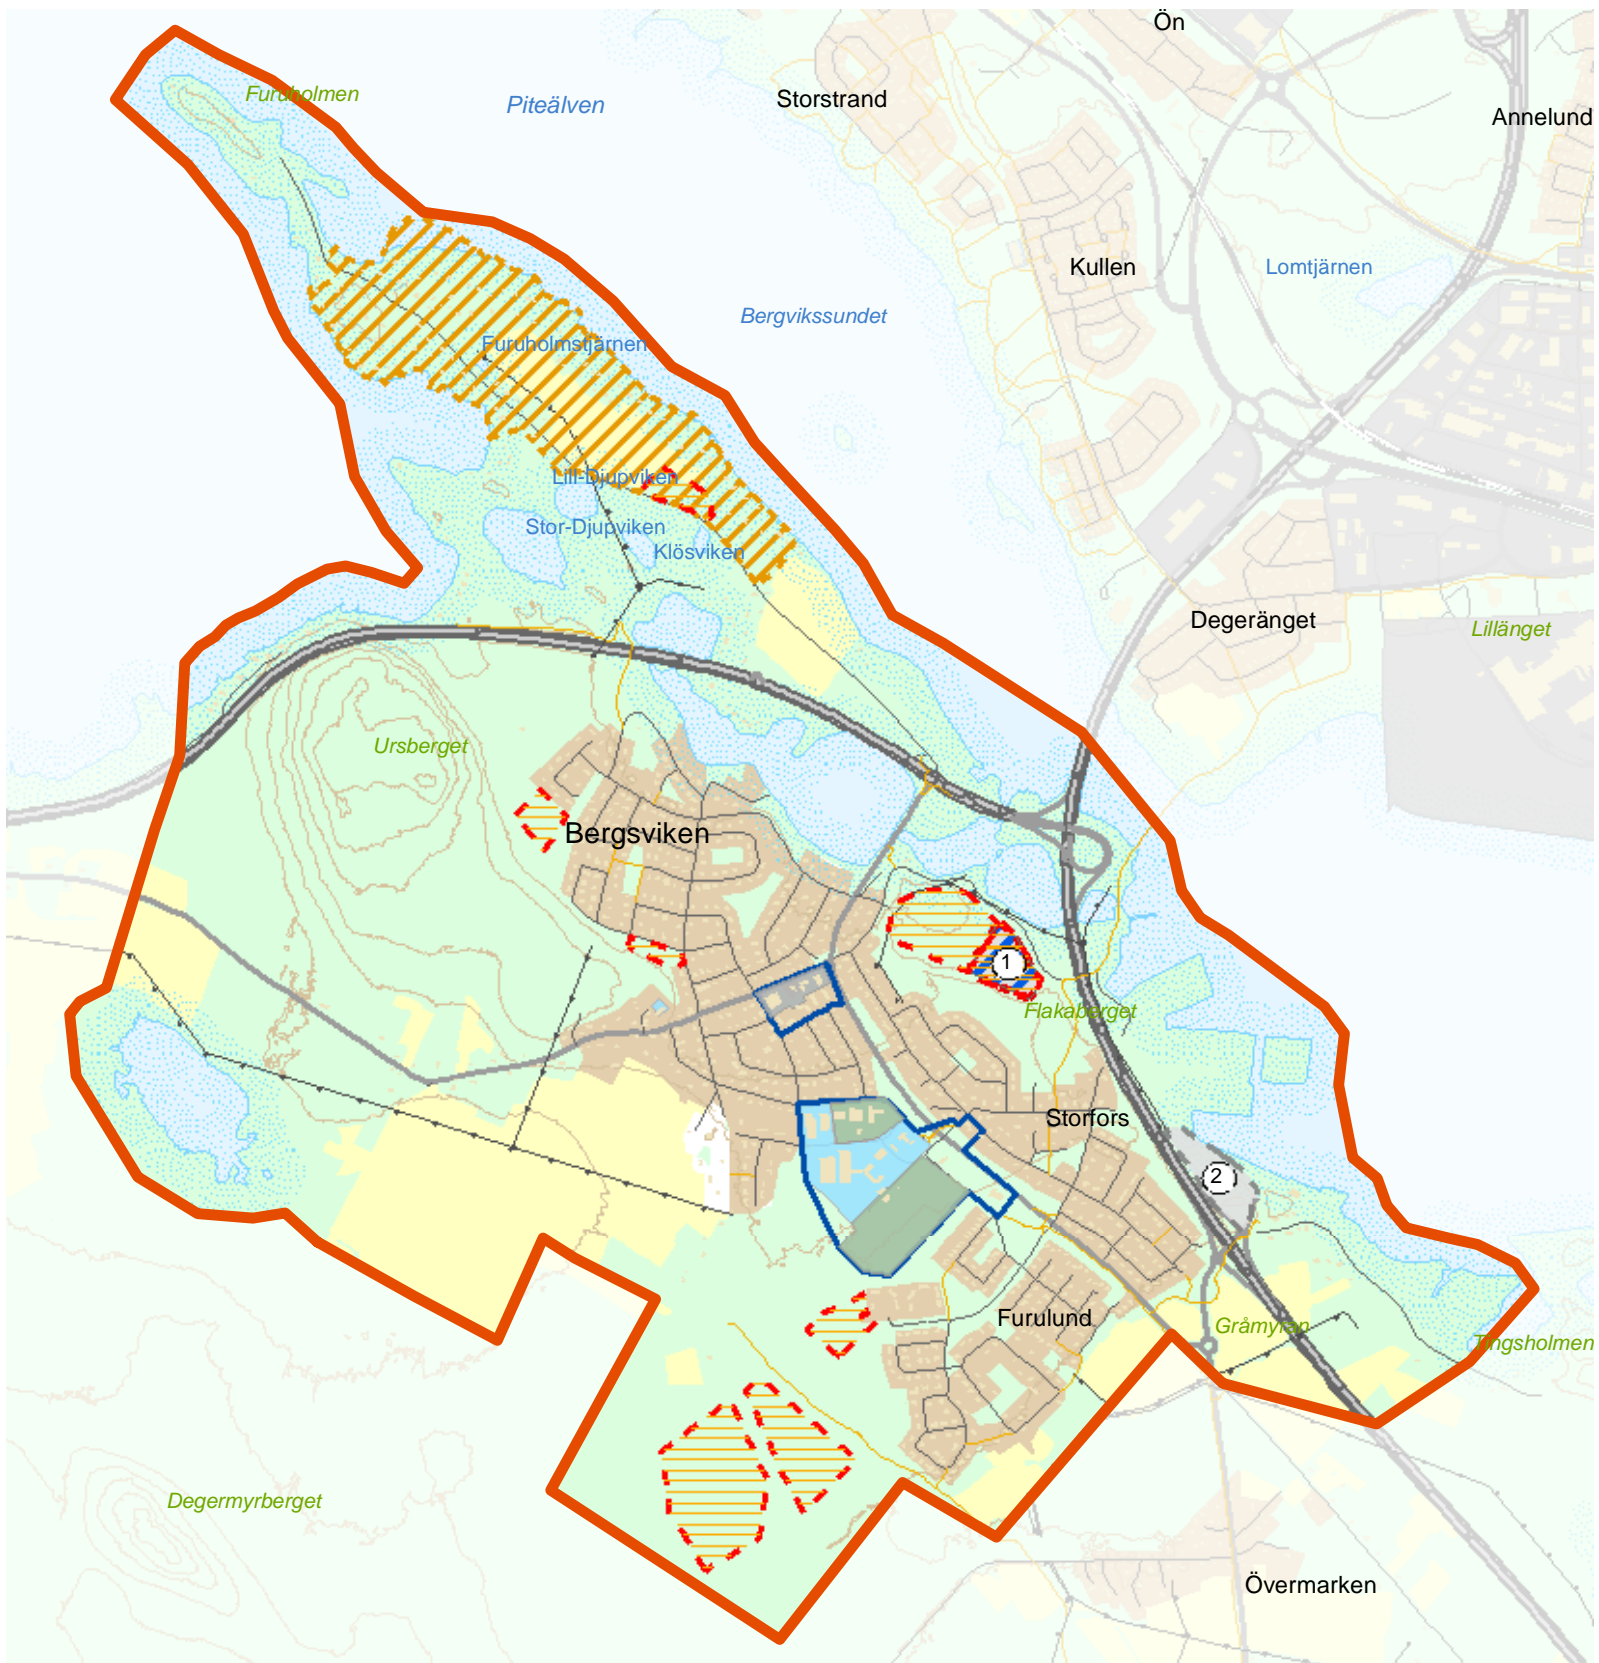 Ön
Furuholmen
Piteälven
Storstrand
Annelund
Kullen
Lomtjärnen
Bergvikssundet
Furuholmstjärnen
Lill-Djupviken
Stor-Djupviken
Klösviken
Degeränget
Lillänget
Ursberget
Bergsviken
1
Flakaberget
Storfors
2
Furulund
Gråmyran
Tingsholmen
Degermyrberget
Övermarken